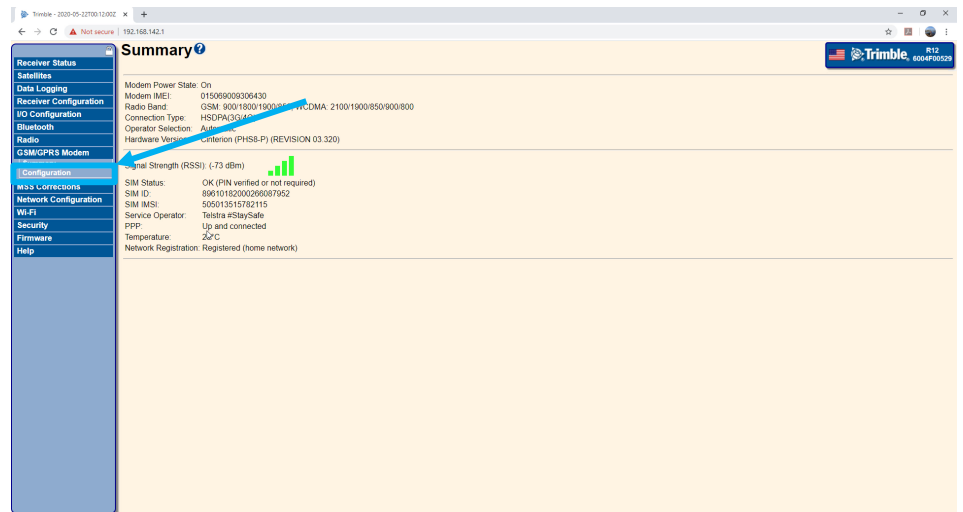 Trimble - 2020-05-22T00:12:00Z
Not secure | 192.168.142.1
Summary
Trimble
R12
6004F00529
Receiver Status
Satellites
Data Logging
Receiver Configuration
I/O Configuration
Bluetooth
Radio
GSM/GPRS Modem
Configuration
MSS Corrections
Network Configuration
Wi-Fi
Security
Firmware
Help
Modem Power State: On
Modem IMEI: 015069009306430
Radio Band: GSM: 900/1800/1900/850, WCDMA: 2100/1900/850/900/800
Connection Type: HSDPA(3G/4G)
Operator Selection:
Hardware Version: Cinterion (PHS8-P) (REVISION 03.320)
Signal Strength (RSSI): (-73 dBm)
SIM Status: OK (PIN verified or not required)
SIM ID: 89610182000266087952
SIM IMSI: 505013515782115
Service Operator: Telstra #StaySafe
PPP: Up and connected
Temperature:
Network Registration: Registered (home network)